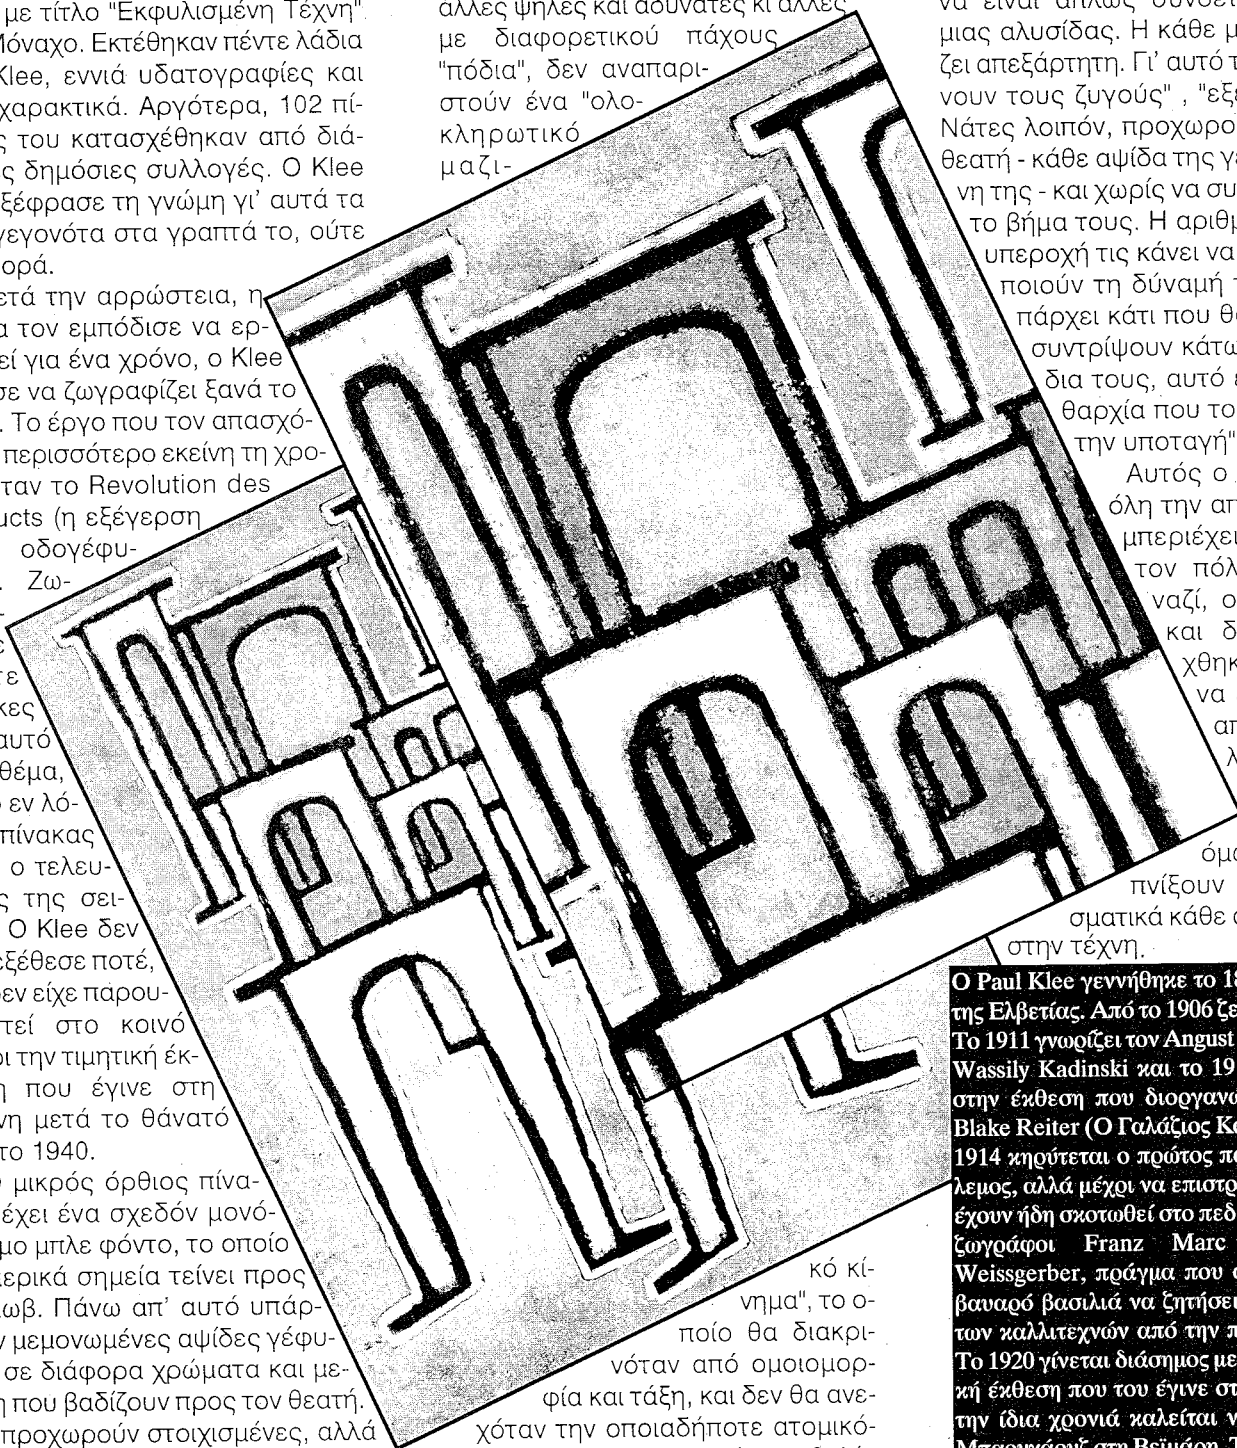 με τίτλο "Εκφυλισμένη Τέχνη"
Μόναχο. Εκτέθηκαν πέντε λάδια
Klee, εννιά υδατογραφίες και
χαρακτικά. Αργότερα, 102 πί-
ς του κατασχέθηκαν από διά-
ς δημόσιες συλλογές. Ο Klee
ξέφρασε τη γνώμη γι' αυτά τα
γεγονότα στα γραπτά το, ούτε
ορά.
ετά την αρρώστεια, η
α τον εμπόδισε να ερ-
εί για ένα χρόνο, ο Klee
σε να ζωγραφίζει ξανά το
. Το έργο που τον απασχό-
περισσότερο εκείνη τη χρο-
ταν το Revolution des
ucts (η εξέγερση
οδογέφυ-
. Ζω-
ε
τε
κες
αυτό
θέμα,
εν λό-
πίνακας
ο τελευ-
ς της σει-
Ο Klee δεν
εξέθεσε ποτέ,
δεν είχε παρου-
τεί στο κοινό
οι την τιμητική έκ-
η που έγινε στη
νη μετά το θάνατό
το 1940.
ν μικρός όρθιος πίνα-
έχει ένα σχεδόν μονό-
μο μπλε φόντο, το οποίο
ερικά σημεία τείνει προς
ωβ. Πάνω απ' αυτό υπάρ-
ν μεμονωμένες αψίδες γέφυ-
σε διάφορα χρώματα και με-
η που βαδίζουν προς τον θεατή.
προχωρούν στοιχισμένες, αλλά
άλλες ψηλές και αδύνατες κι άλλες
με διαφορετικού πάχους
"πόδια", δεν αναπαρι-
στούν ένα "ολο-
κληρωτικό
μαζι-
κό κί-
νημα", το ο-
ποίο θα διακρι-
νόταν από ομοιομορ-
φία και τάξη, και δεν θα ανε-
χόταν την οποιαδήποτε ατομικό-
να είναι απλώς συνδετ
μιας αλυσίδας. Η κάθε μ
ζει απεξάρτητη. Γι' αυτό τ
νουν τους ζυγούς" , "εξε
Νάτες λοιπόν, προχωρο
θεατή - κάθε αψίδα της γέ
νη της - και χωρίς να συ
το βήμα τους. Η αριθμ
υπεροχή τις κάνει να
ποιούν τη δύναμή τ
πάρχει κάτι που θα
συντρίψουν κάτω
δια τους, αυτό ε
θαρχία που το
την υποταγή"
Αυτός ο
όλη την απ
μπεριέχει
τον πόλ
ναζί, ο
και δ
χθηκ
να
απ
λ
όμο
πνίξουν
σματικά κάθε
στην τέχνη.
Ο Paul Klee γεννήθηκε το 18
της Ελβετίας. Από το 1906 ζε
Το 1911 γνωρίζει τον Angust
Wassily Kadinski και το 19
στην έκθεση που διοργανώ
Blake Reiter (Ο Γαλάζιος Κα
1914 κηρύτεται ο πρώτος πα
λεμος, αλλά μέχρι να επιστρ
έχουν ήδη σκοτωθεί στο πεδ
ζωγράφοι Franz Marc
Weissgerber, πράγμα που
βαυαρό βασιλιά να ζητήσει
των καλλιτεχνών από την π
Το 1920 γίνεται διάσημος με
κή έκθεση που του έγινε στ
την ίδια χρονιά καλείται ν